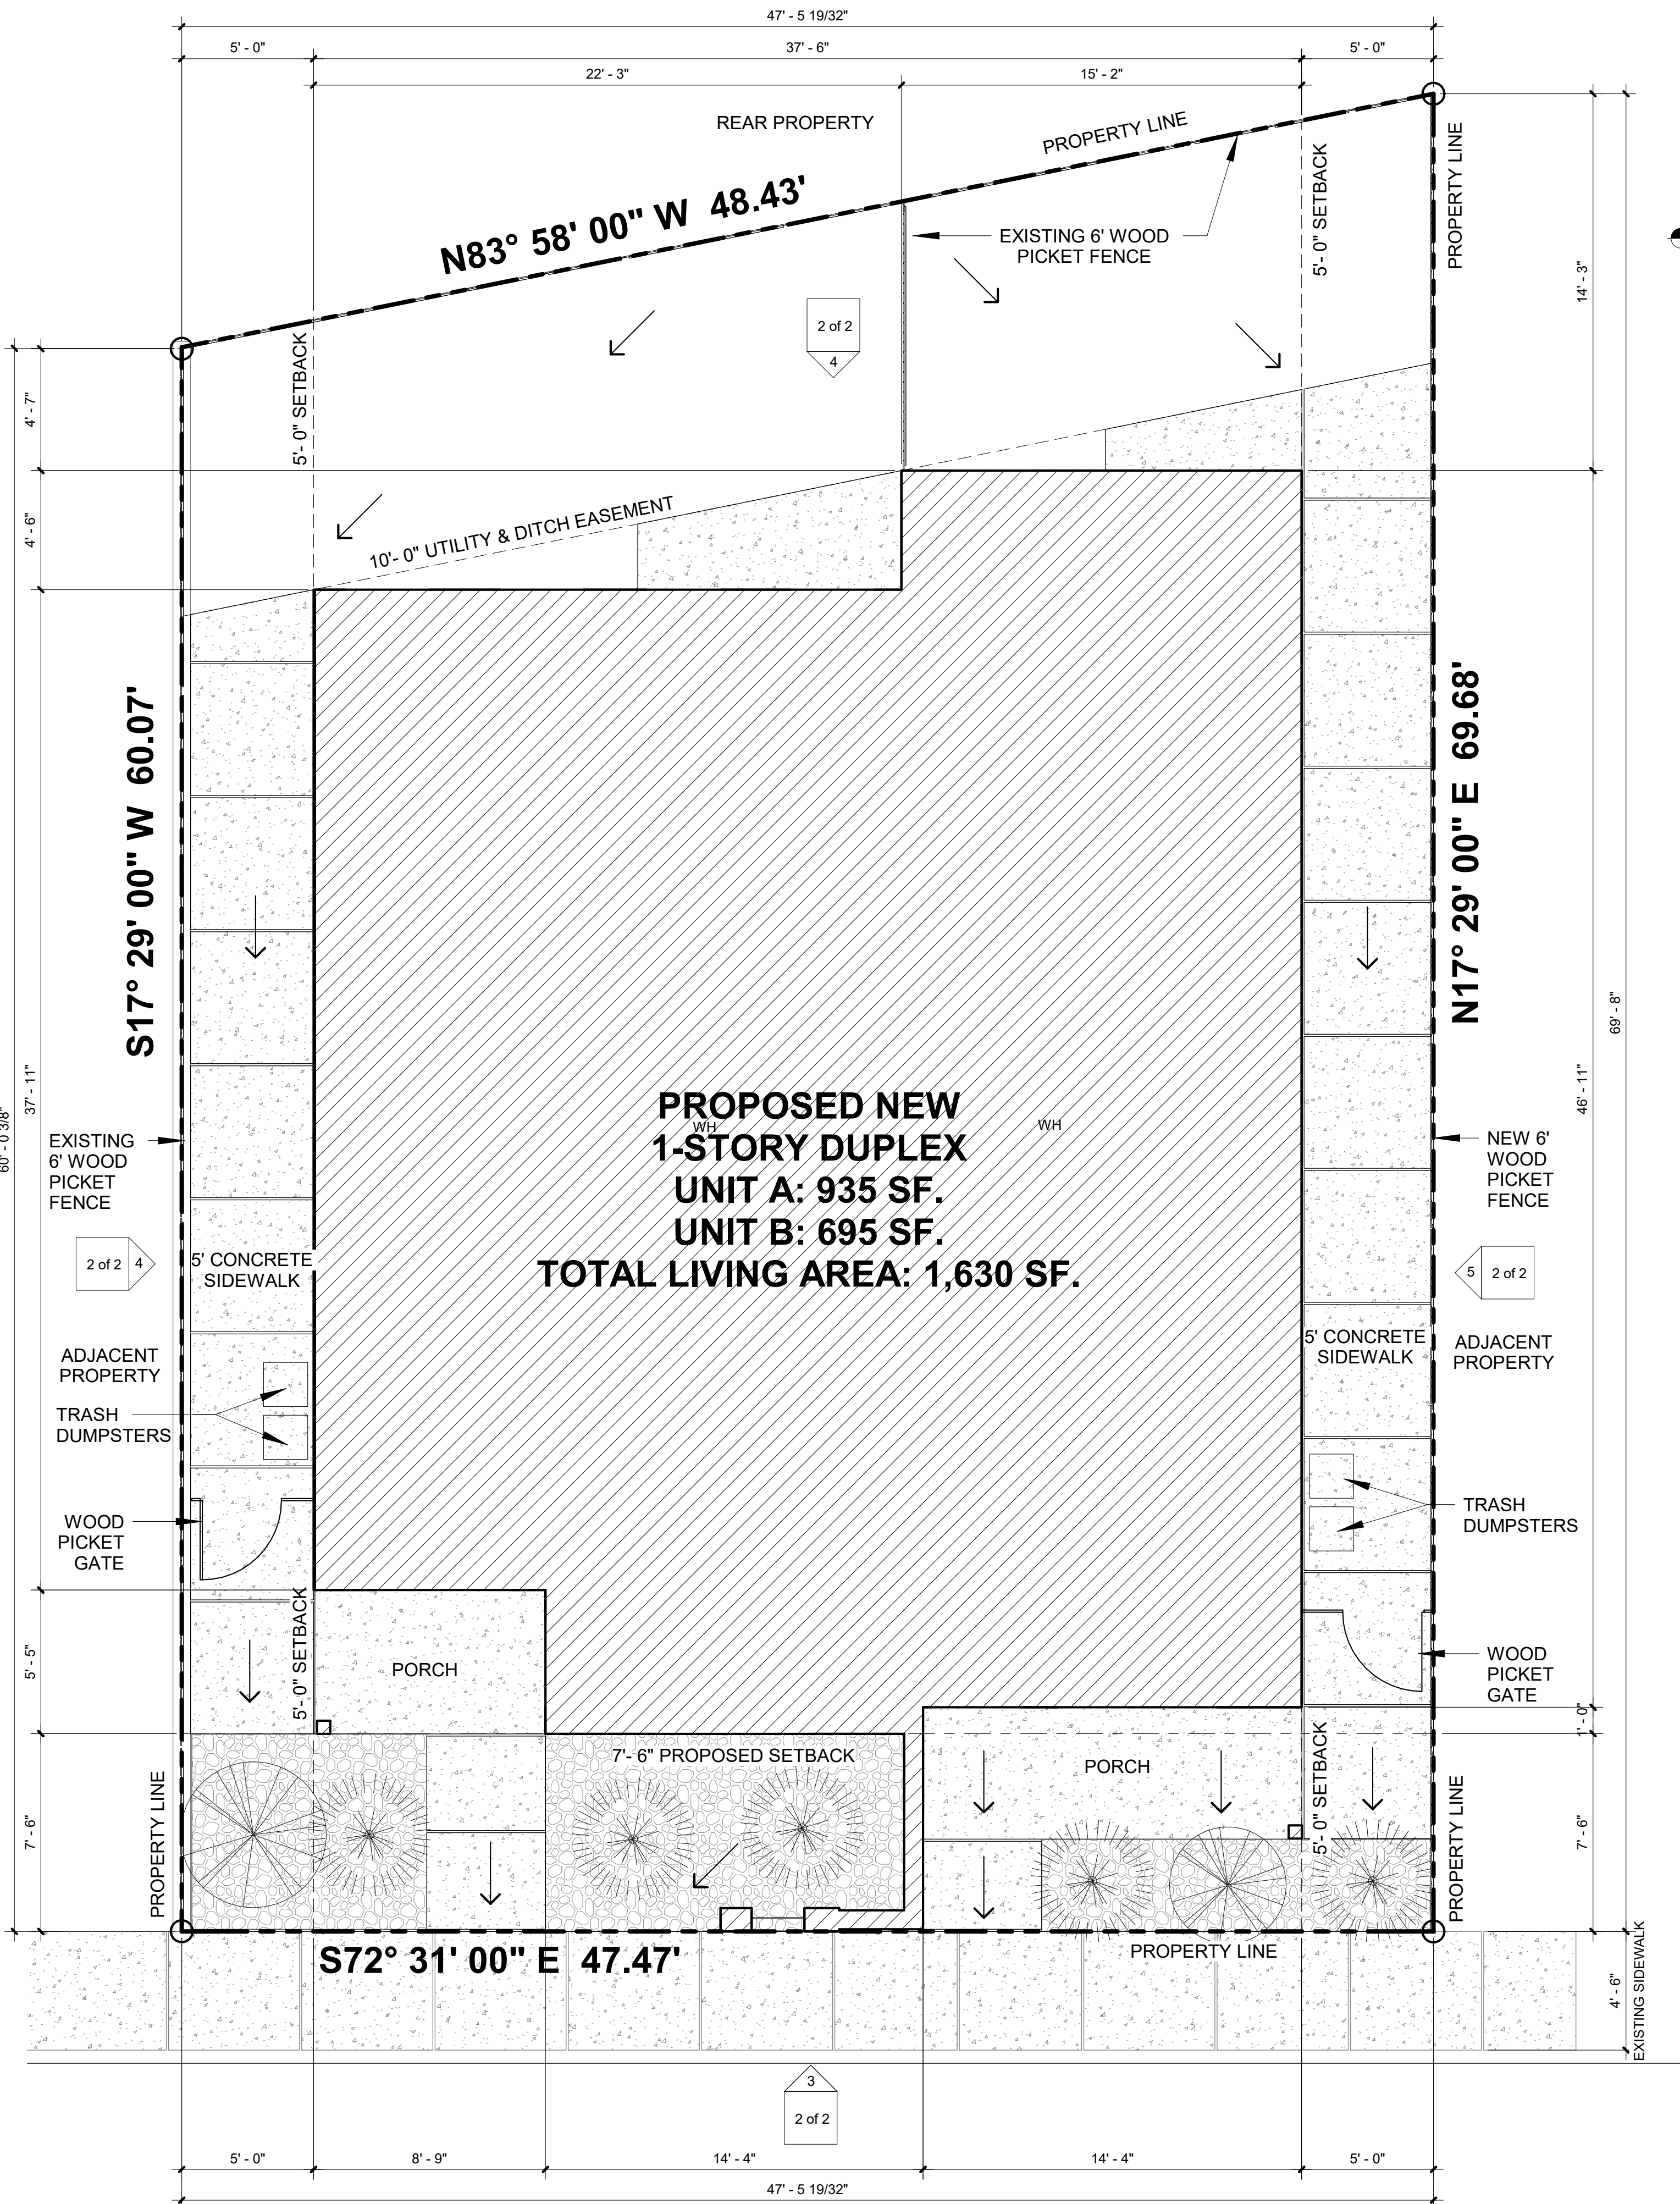 47' - 5 19/32"
5' - 0"
37' - 6"
5' - 0"
22' - 3"
15' - 2"
REAR PROPERTY
PROPERTY LINE
PROPERTY LINE
N83° 58' 00" W 48.43'
5'- 0" SETBACK
EXISTING 6' WOOD
PICKET FENCE
14' - 3"
2 of 2
4
5'- 0" SETBACK
4' - 7"
4' - 6"
10'- 0" UTILITY & DITCH EASEMENT
S17° 29' 00" W 60.07'
N17° 29' 00" E 69.68'
69' - 8"
37' - 11"
46' - 11"
60' - 0 3/8"
PROPOSED NEW
WH
WH
1-STORY DUPLEX
UNIT A: 935 SF.
UNIT B: 695 SF.
TOTAL LIVING AREA: 1,630 SF.
EXISTING
6' WOOD
PICKET
FENCE
NEW 6'
WOOD
PICKET
FENCE
2 of 2
4
5' CONCRETE
SIDEWALK
5
2 of 2
5' CONCRETE
SIDEWALK
ADJACENT
PROPERTY
ADJACENT
PROPERTY
TRASH
DUMPSTERS
TRASH
DUMPSTERS
WOOD
PICKET
GATE
WOOD
PICKET
GATE
5' - 5"
5'- 0" SETBACK
PORCH
1' - 0"
7'- 6" PROPOSED SETBACK
PORCH
5'- 0" SETBACK
PROPERTY LINE
PROPERTY LINE
7' - 6"
7' - 6"
S72° 31' 00" E 47.47'
PROPERTY LINE
4' - 6"
EXISTING SIDEWALK
3
2 of 2
5' - 0"
8' - 9"
14' - 4"
14' - 4"
5' - 0"
47' - 5 19/32"